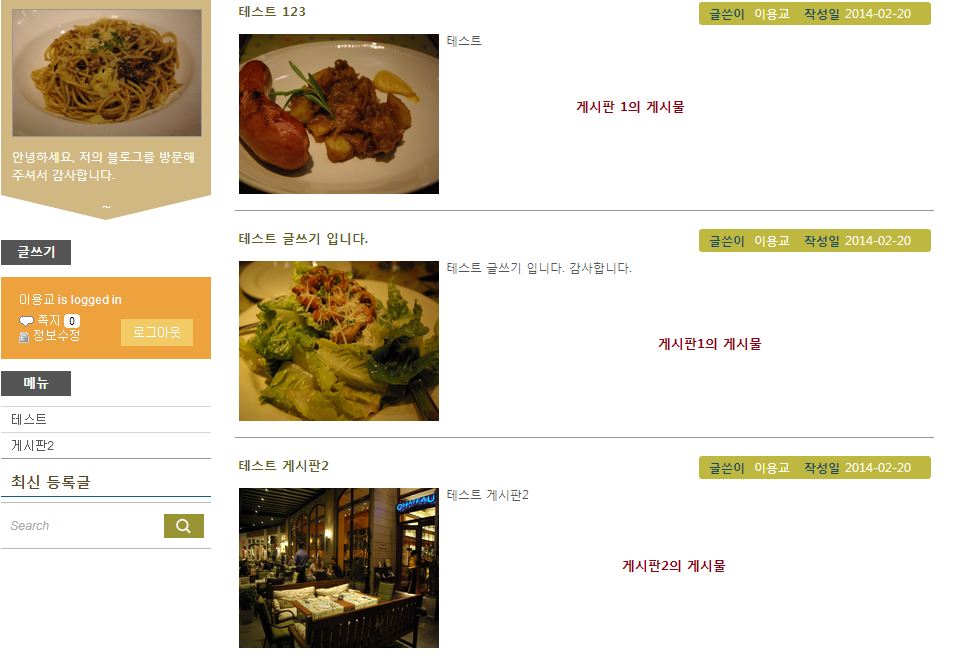 안녕하세요, 저의 블로그를 방문해
주셔서 감사합니다.
~
글쓰기
이용교 is logged in
쪽지 0
정보수정
로그아웃
메뉴
테스트
게시판2
최신 등록글
Search
테스트 123
글쓴이 이용교 작성일 2014-02-20
테스트
게시판 1의 게시물
테스트 글쓰기 입니다.
글쓴이 이용교 작성일 2014-02-20
테스트 글쓰기 입니다. 감사합니다.
게시판1의 게시물
테스트 게시판2
글쓴이 이용교 작성일 2014-02-20
테스트 게시판2
CHATEAU
게시판2의 게시물